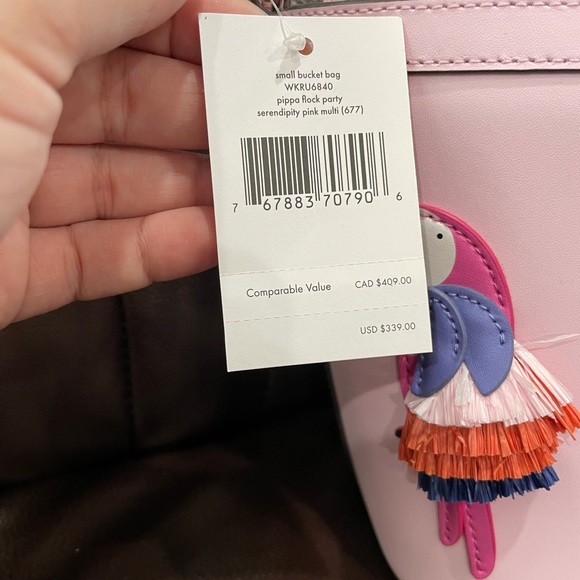 small bucket bag
WKRU6840
pippa flock party
serendipity pink multi (677)
7 67883 70790 6
Comparable Value CAD $409.00
USD $339.00